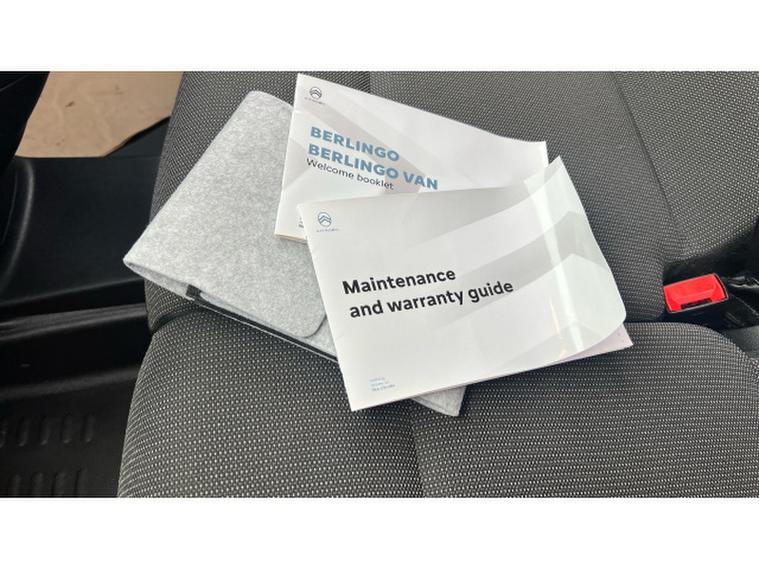 BERLINGO
BERLINGO VAN
Welcome booklet
Maintenance
and warranty guide